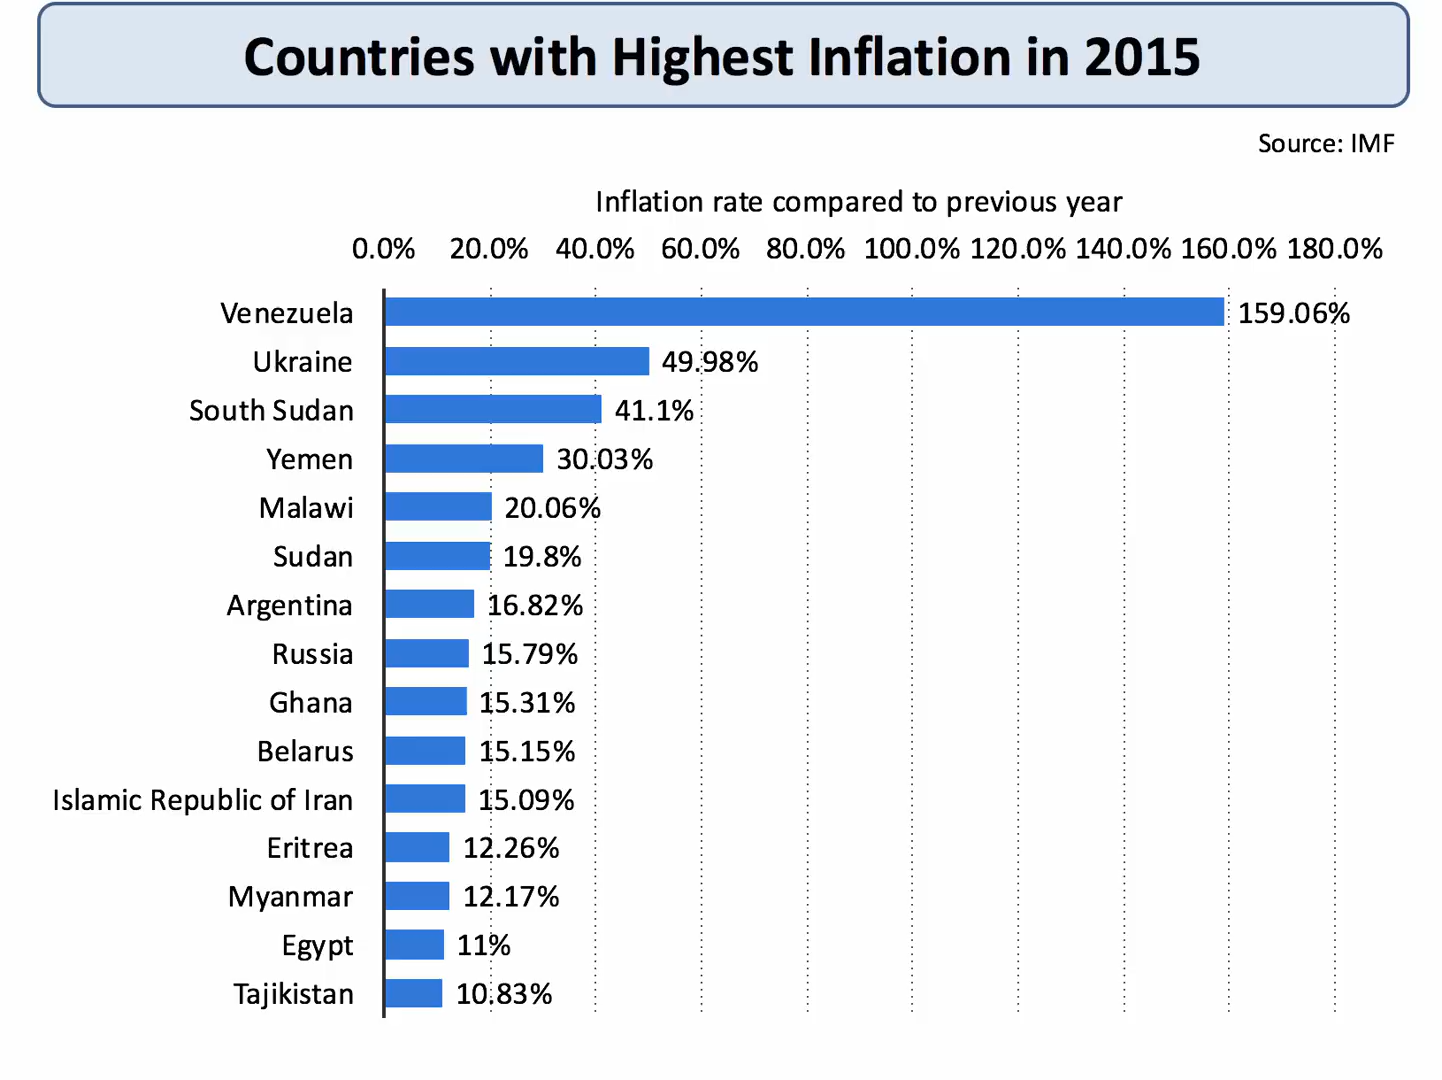 Countries with Highest Inflation in 2015
Source: IMF
Inflation rate compared to previous year
0.0% 20.0% 40.0% 60.0% 80.0% 100.0% 120.0% 140.0% 160.0% 180.0%
Venezuela 159.06%
Ukraine 49.98%
South Sudan 41.1%
Yemen 30.03%
Malawi 20.06%
Sudan 19.8%
Argentina 16.82%
Russia 15.79%
Ghana 15.31%
Belarus 15.15%
Islamic Republic of Iran 15.09%
Eritrea 12.26%
Myanmar 12.17%
Egypt 11%
Tajikistan 10.83%